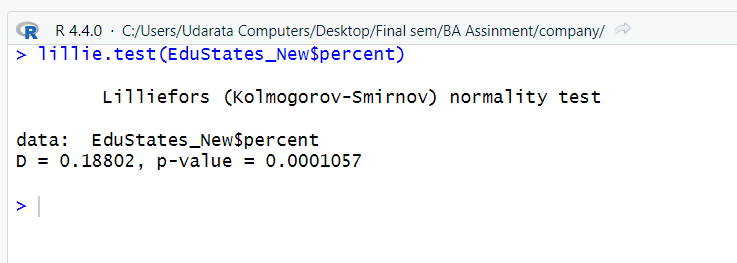 R 4.4.0 · C:/Users/Udarata Computers/Desktop/Final sem/BA Assinment/company/
> lillie.test(EduStates_New$percent)
Lilliefors (Kolmogorov-Smirnov) normality test
data:  EduStates_New$percent
D = 0.18802, p-value = 0.0001057
>